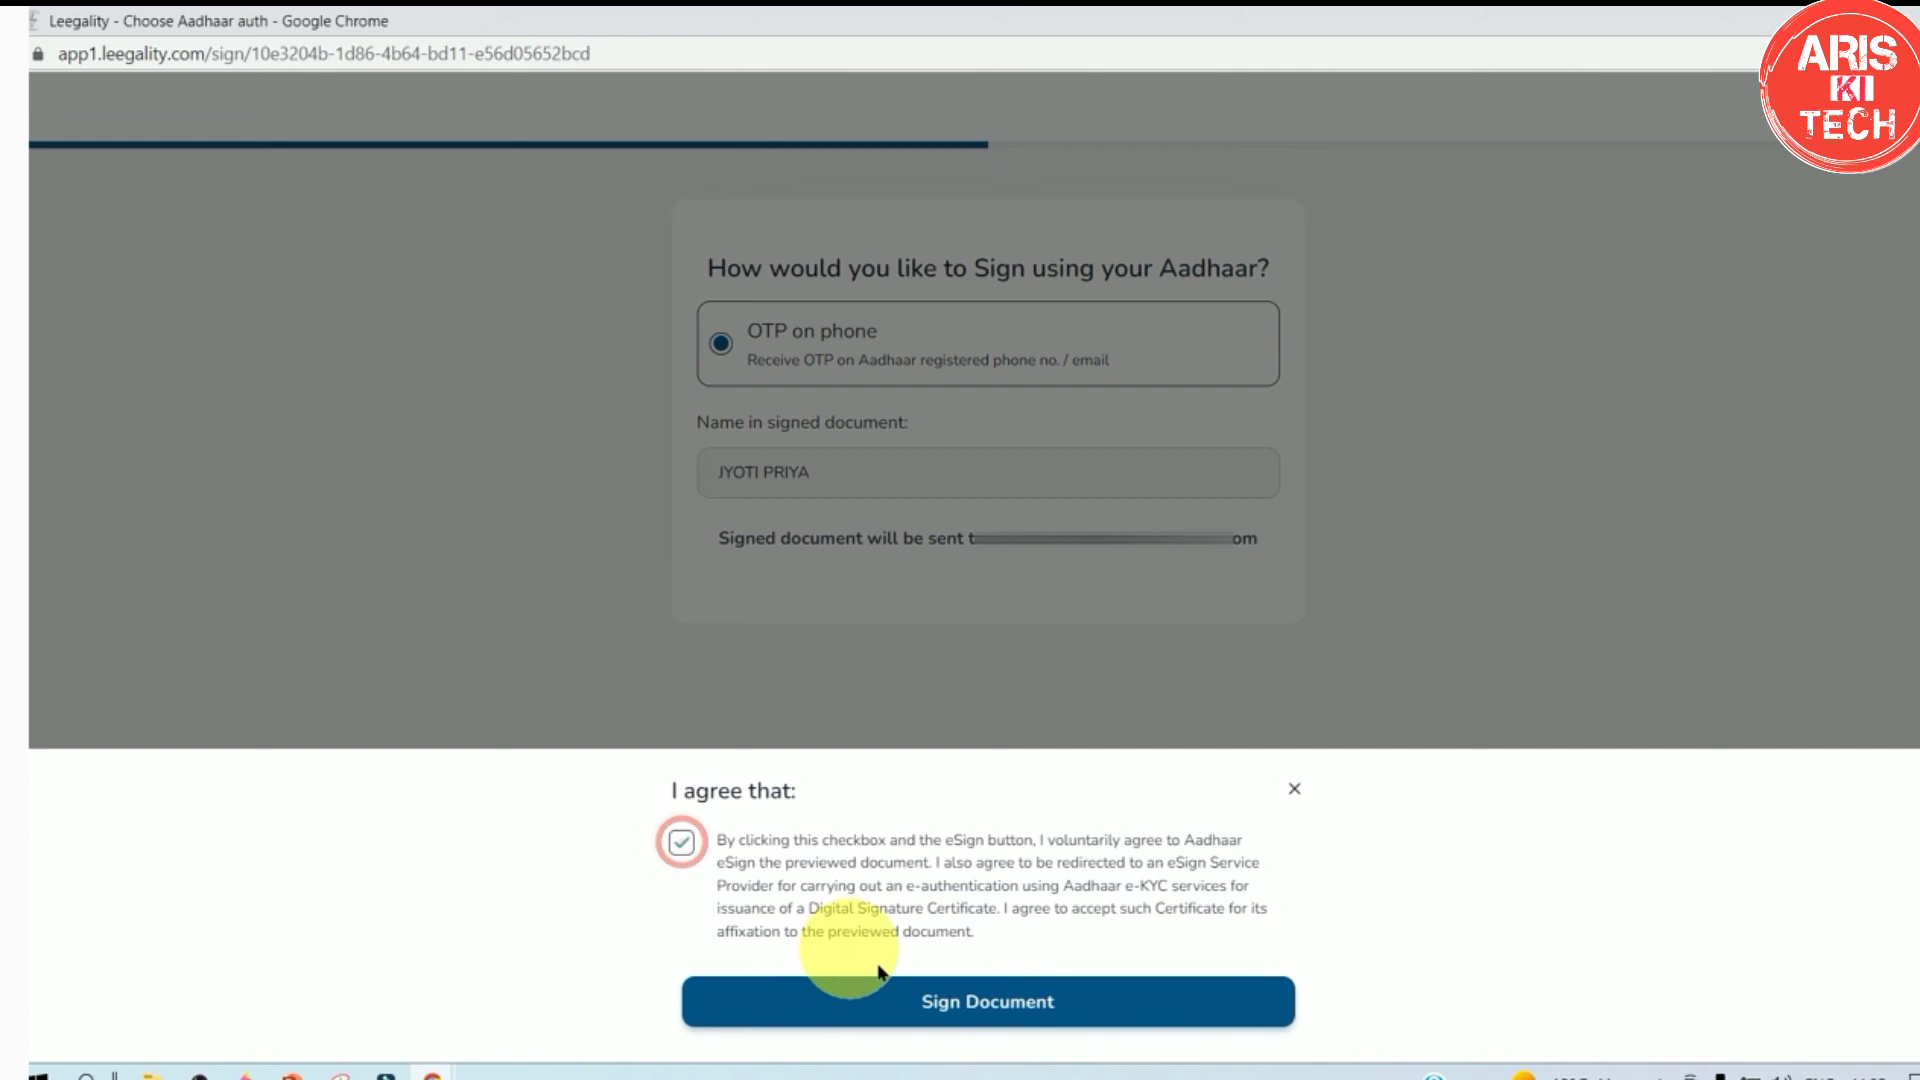 Leegality - Choose Aadhaar auth - Google Chrome
app1.leegality.com/sign/10e3204b-1d86-4b64-bd11-e56d05652bcd
ARIS
KI
TECH
How would you like to Sign using your Aadhaar?
OTP on phone
Receive OTP on Aadhaar registered phone no. / email
Name in signed document:
JYOTI PRIYA
Signed document will be sent t om
I agree that:
By clicking this checkbox and the eSign button, I voluntarily agree to Aadhaar
eSign the previewed document. I also agree to be redirected to an eSign Service
Provider for carrying out an e-authentication using Aadhaar e-KYC services for
issuance of a Digital Signature Certificate. I agree to accept such Certificate for its
affixation to the previewed document.
Sign Document